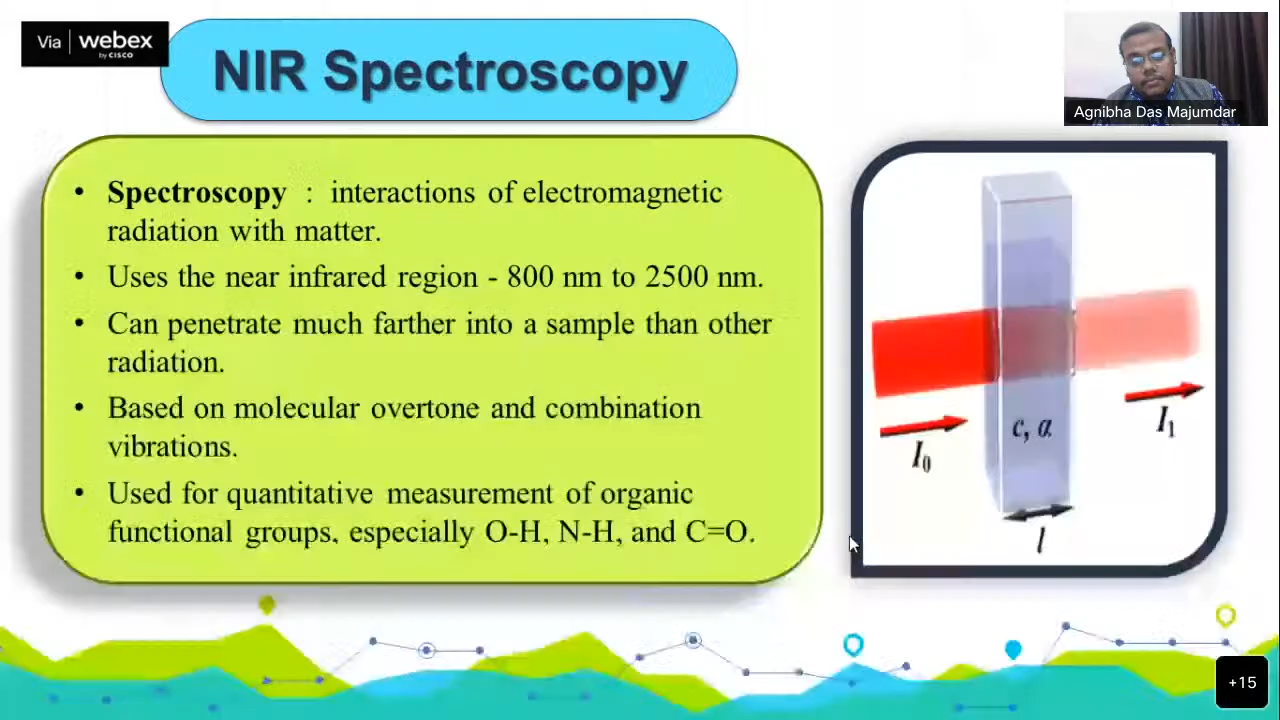 Via webex
by CISCO
NIR Spectroscopy
Agnibha Das Majumdar
• Spectroscopy : interactions of electromagnetic
radiation with matter.
• Uses the near infrared region - 800 nm to 2500 nm.
• Can penetrate much farther into a sample than other
radiation.
• Based on molecular overtone and combination
vibrations.
• Used for quantitative measurement of organic
functional groups, especially O-H, N-H, and C=O.
c, α
I₀
I₁
l
+15